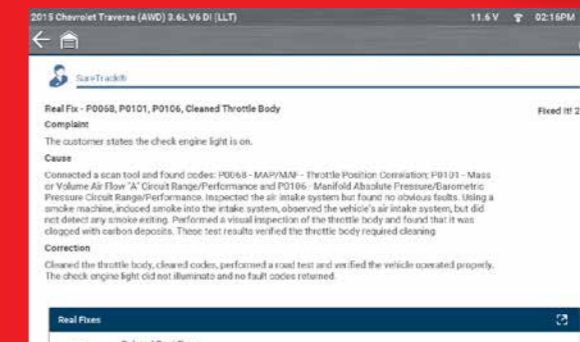 2015 Chevrolet Traverse (AWD) 3.6L V6 DI (LLT) 11.6 V 02:16PM
SureTrack®
Real Fix - P0068, P0101, P0106, Cleaned Throttle Body Fixed It! 2
Complaint
The customer states the check engine light is on.
Cause
Connected a scan tool and found codes: P0068 - MAP/MAF - Throttle Position Correlation; P0101 - Mass
or Volume Air Flow "A" Circuit Range/Performance and P0106 - Manifold Absolute Pressure/Barometric
Pressure Circuit Range/Performance. Inspected the air intake system but found no obvious faults. Using a
smoke machine, induced smoke into the intake system, observed the vehicle's air intake system, but did
not detect any smoke exiting. Performed a visual inspection of the throttle body and found that it was
clogged with carbon deposits. These test results verified the throttle body required cleaning.
Correction
Cleaned the throttle body, cleared codes, performed a road test and verified the vehicle operated properly.
The check engine light did not illuminate and no fault codes returned.
Real Fixes